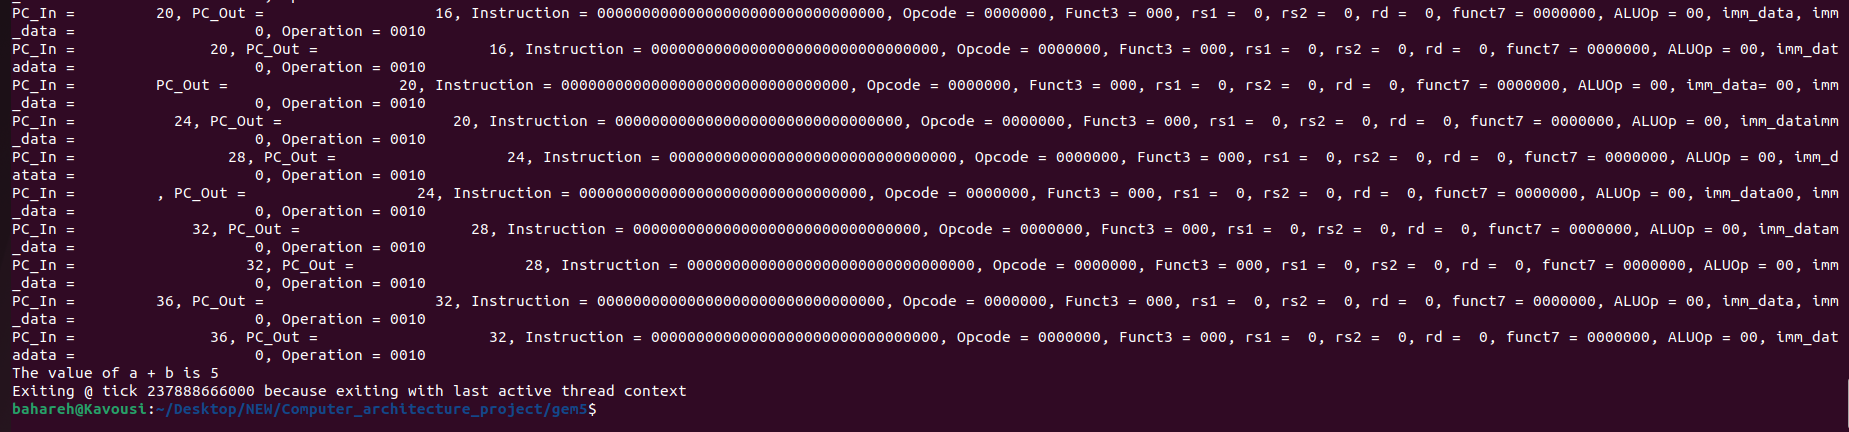 PC_In =         20, PC_Out =                   16, Instruction = 00000000000000000000000000000000, Opcode = 0000000, Funct3 = 000, rs1 =  0, rs2 =  0, rd =  0, funct7 = 0000000, ALUOp = 00, imm_data, imm
_data =                    0, Operation = 0010
PC_In =               20, PC_Out =                   16, Instruction = 00000000000000000000000000000000, Opcode = 0000000, Funct3 = 000, rs1 =  0, rs2 =  0, rd =  0, funct7 = 0000000, ALUOp = 00, imm_dat
adata =                    0, Operation = 0010
PC_In =         PC_Out =                   20, Instruction = 00000000000000000000000000000000, Opcode = 0000000, Funct3 = 000, rs1 =  0, rs2 =  0, rd =  0, funct7 = 0000000, ALUOp = 00, imm_data= 00, imm
_data =                    0, Operation = 0010
PC_In =           24, PC_Out =                   20, Instruction = 00000000000000000000000000000000, Opcode = 0000000, Funct3 = 000, rs1 =  0, rs2 =  0, rd =  0, funct7 = 0000000, ALUOp = 00, imm_dataimm
_data =                    0, Operation = 0010
PC_In =                 28, PC_Out =                   24, Instruction = 00000000000000000000000000000000, Opcode = 0000000, Funct3 = 000, rs1 =  0, rs2 =  0, rd =  0, funct7 = 0000000, ALUOp = 00, imm_d
atata =                    0, Operation = 0010
PC_In =         , PC_Out =                   24, Instruction = 00000000000000000000000000000000, Opcode = 0000000, Funct3 = 000, rs1 =  0, rs2 =  0, rd =  0, funct7 = 0000000, ALUOp = 00, imm_data00, imm
_data =                    0, Operation = 0010
PC_In =             32, PC_Out =                   28, Instruction = 00000000000000000000000000000000, Opcode = 0000000, Funct3 = 000, rs1 =  0, rs2 =  0, rd =  0, funct7 = 0000000, ALUOp = 00, imm_datam
_data =                    0, Operation = 0010
PC_In =                   32, PC_Out =                   28, Instruction = 00000000000000000000000000000000, Opcode = 0000000, Funct3 = 000, rs1 =  0, rs2 =  0, rd =  0, funct7 = 0000000, ALUOp = 00, imm
_data =                    0, Operation = 0010
PC_In =         36, PC_Out =                   32, Instruction = 00000000000000000000000000000000, Opcode = 0000000, Funct3 = 000, rs1 =  0, rs2 =  0, rd =  0, funct7 = 0000000, ALUOp = 00, imm_data, imm
_data =                    0, Operation = 0010
PC_In =               36, PC_Out =                   32, Instruction = 00000000000000000000000000000000, Opcode = 0000000, Funct3 = 000, rs1 =  0, rs2 =  0, rd =  0, funct7 = 0000000, ALUOp = 00, imm_dat
adata =                    0, Operation = 0010
The value of a + b is 5
Exiting @ tick 237888666000 because exiting with last active thread context
bahareh@Kavousi:~/Desktop/NEW/Computer_architecture_project/gem5$